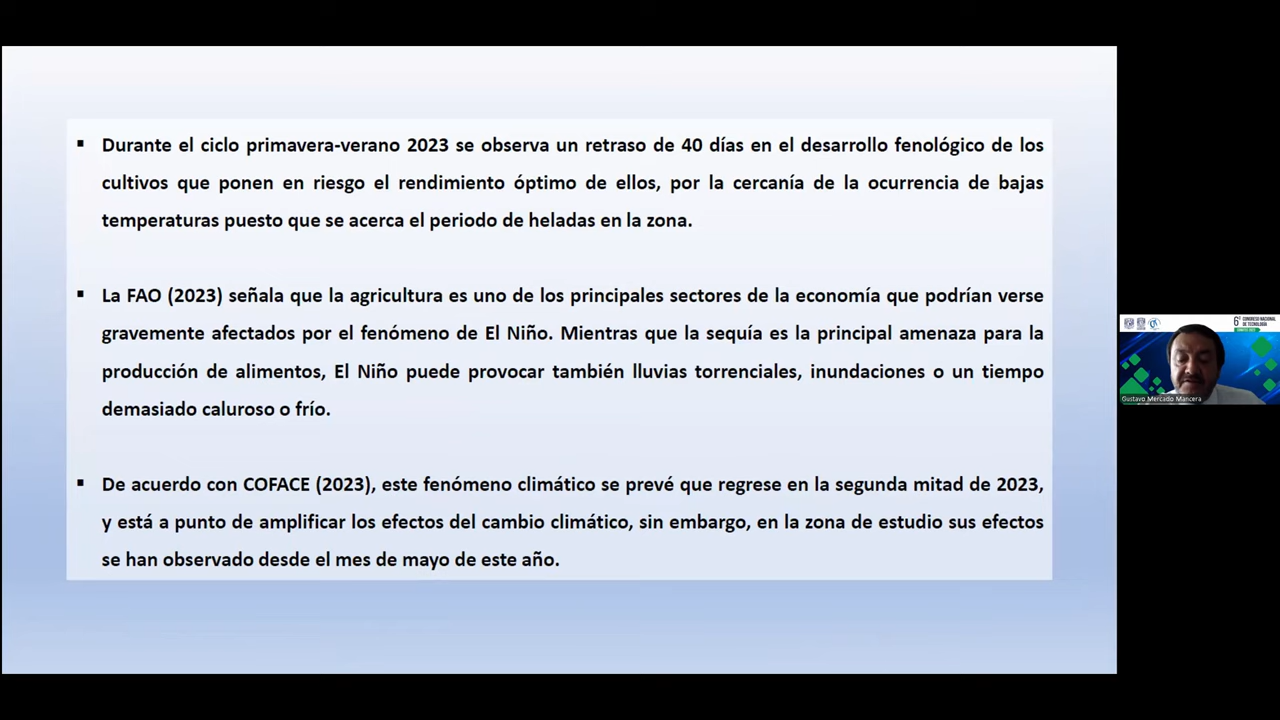 ▪ Durante el ciclo primavera-verano 2023 se observa un retraso de 40 días en el desarrollo fenológico de los
cultivos que ponen en riesgo el rendimiento óptimo de ellos, por la cercanía de la ocurrencia de bajas
temperaturas puesto que se acerca el periodo de heladas en la zona.
▪ La FAO (2023) señala que la agricultura es uno de los principales sectores de la economía que podrían verse
gravemente afectados por el fenómeno de El Niño. Mientras que la sequía es la principal amenaza para la
producción de alimentos, El Niño puede provocar también lluvias torrenciales, inundaciones o un tiempo
demasiado caluroso o frío.
▪ De acuerdo con COFACE (2023), este fenómeno climático se prevé que regrese en la segunda mitad de 2023,
y está a punto de amplificar los efectos del cambio climático, sin embargo, en la zona de estudio sus efectos
se han observado desde el mes de mayo de este año.
6° CONGRESO NACIONAL
DE TECNOLOGÍA
Gustavo Mercado Mancera